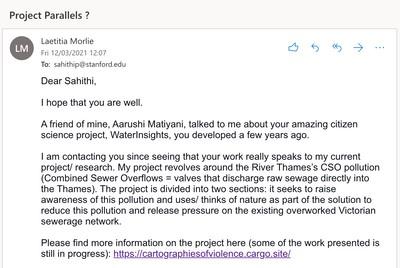 Project Parallels ?
LM
Laetitia Morlie
Fri 12/03/2021 12:07
To: sahithip@stanford.edu
Dear Sahithi,
I hope that you are well.
A friend of mine, Aarushi Matiyani, talked to me about your amazing citizen
science project, WaterInsights, you developed a few years ago.
I am contacting you since seeing that your work really speaks to my current
project/ research. My project revolves around the River Thames's CSO pollution
(Combined Sewer Overflows = valves that discharge raw sewage directly into
the Thames). The project is divided into two sections: it seeks to raise
awareness of this pollution and uses/ thinks of nature as part of the solution to
reduce this pollution and release pressure on the existing overworked Victorian
sewerage network.
Please find more information on the project here (some of the work presented is
still in progress): https://cartographiesofviolence.cargo.site/